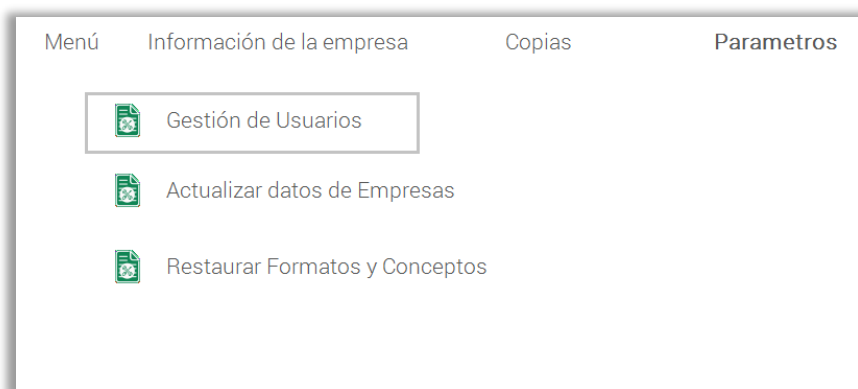 Menú Información de la empresa Copias Parametros
Gestión de Usuarios
Actualizar datos de Empresas
Restaurar Formatos y Conceptos